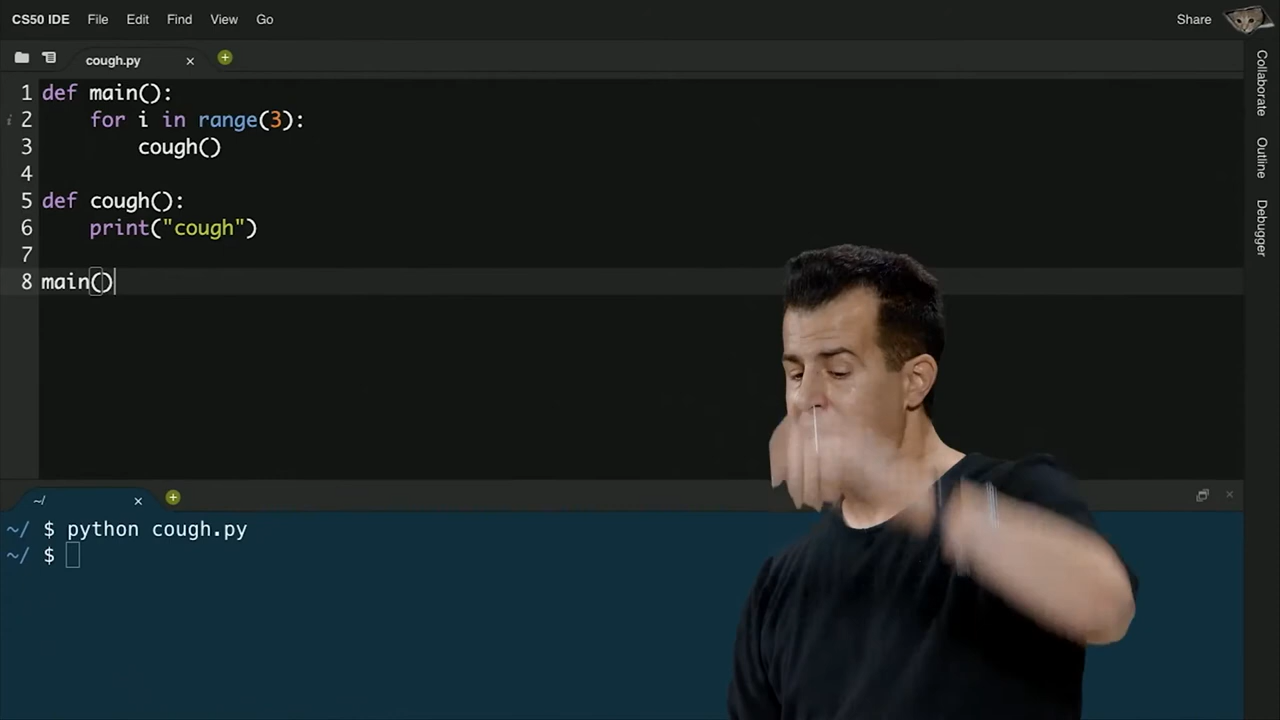 CS50 IDE File Edit Find View Go Share
cough.py
1 def main():
2     for i in range(3):
3         cough()
4
5 def cough():
6     print("cough")
7
8 main()
Collaborate
Outline
Debugger
~/
~/ $ python cough.py
~/ $